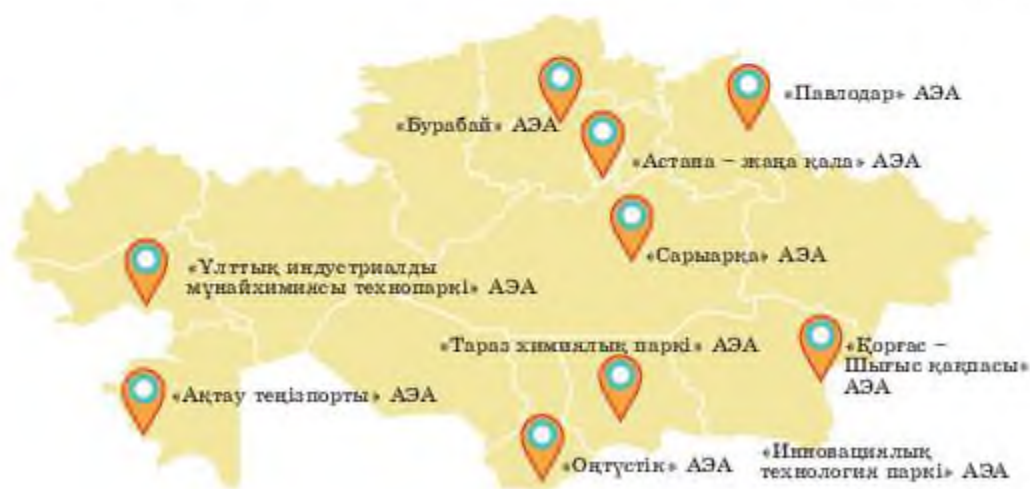 «Павлодар» АЭА
«Бурабай» АЭА
«Астана – жаңа қала» АЭА
«Сарыарқа» АЭА
«Ұлттық индустриалды
мұнайхимиясы технопаркі» АЭА
«Тараз химиялық паркі» АЭА
«Қорғас –
Шығыс қақпасы»
АЭА
«Ақтау теңізпорты» АЭА
«Оңтүстік» АЭА
«Инновациялық
технология паркі» АЭА